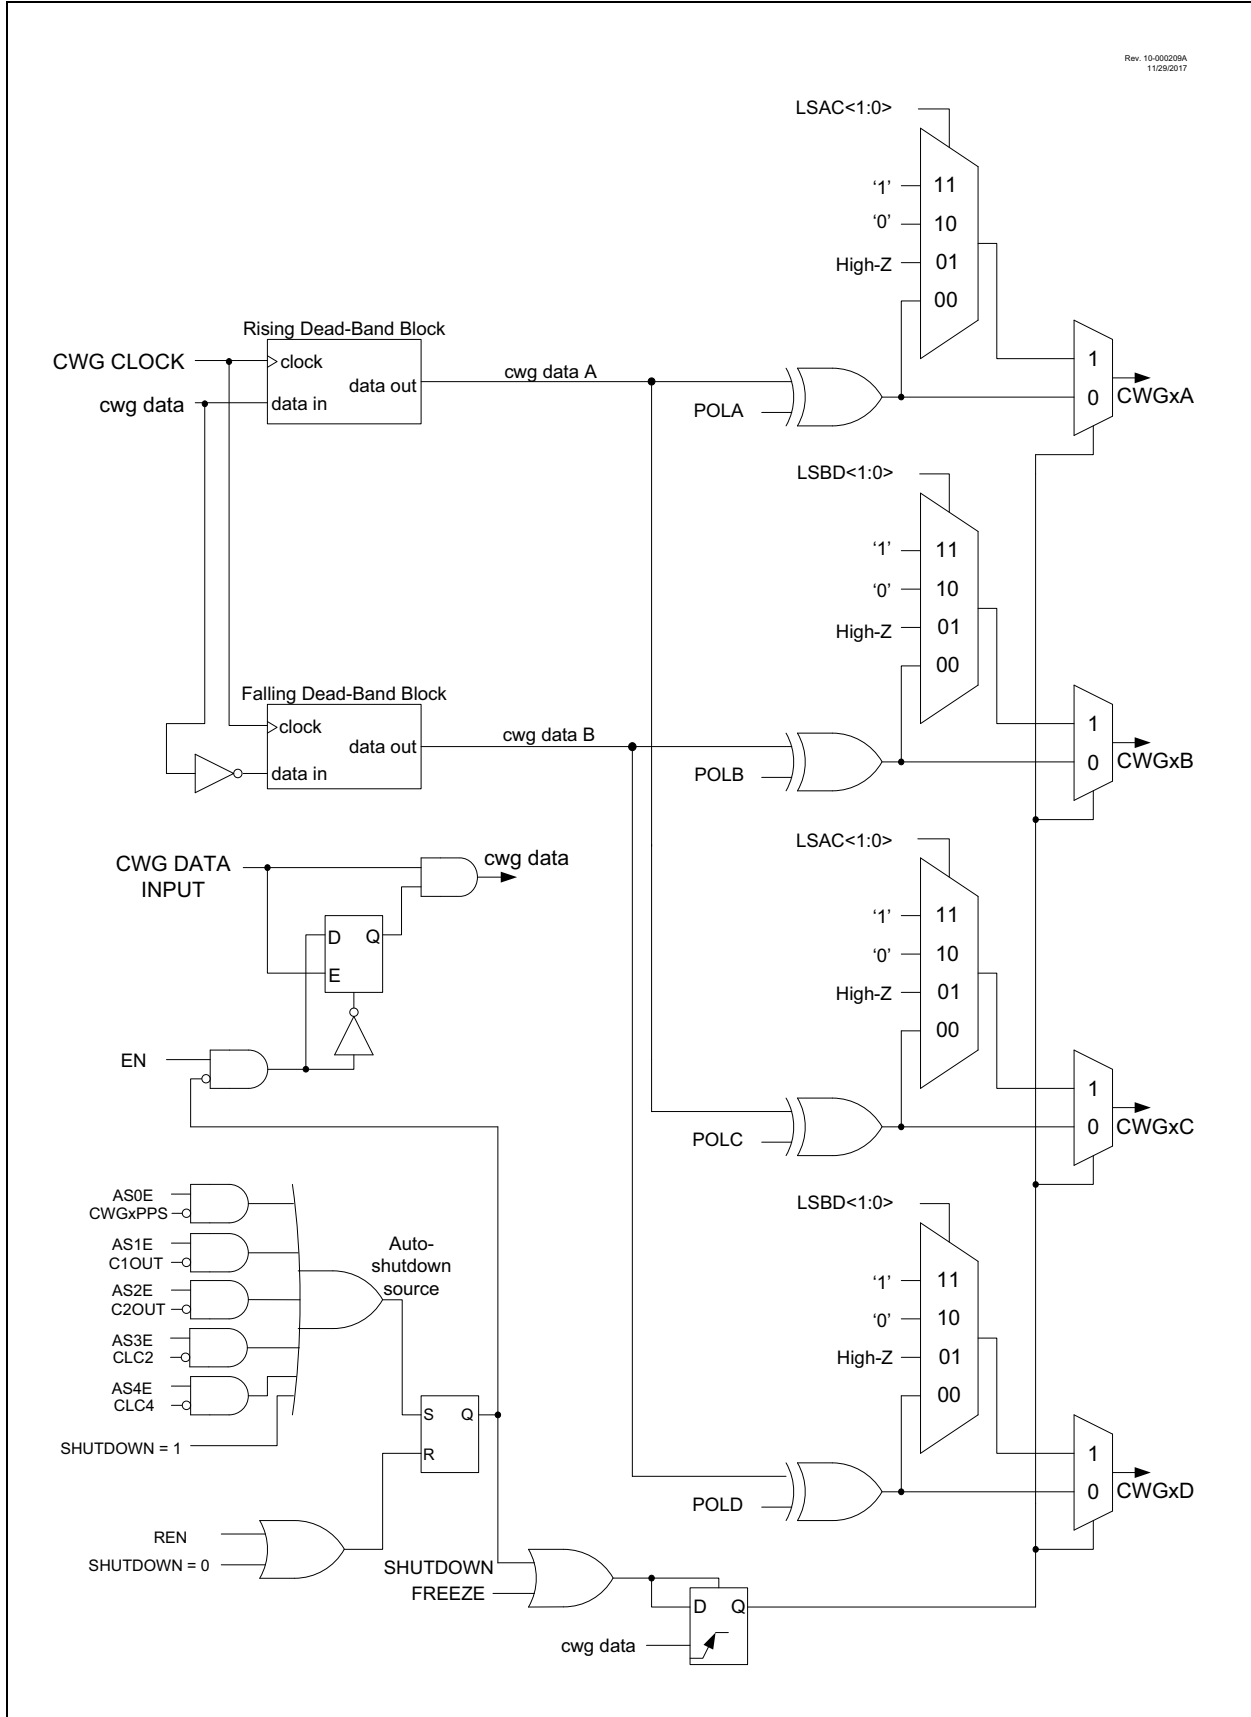 Rev. 10-000209A
11/29/2017
LSAC<1:0>
'1'
11
'0'
10
High-Z
01
00
Rising Dead-Band Block
CWG CLOCK
clock
data out
cwg data
data in
cwg data A
POLA
1
0
CWGxA
LSBD<1:0>
'1'
11
'0'
10
High-Z
01
00
Falling Dead-Band Block
clock
data out
data in
cwg data B
POLB
1
0
CWGxB
CWG DATA
INPUT
cwg data
D
Q
E
EN
LSAC<1:0>
'1'
11
'0'
10
High-Z
01
00
POLC
1
0
CWGxC
AS0E
CWGxPPS
AS1E
C1OUT
AS2E
C2OUT
AS3E
CLC2
AS4E
CLC4
SHUTDOWN = 1
Auto-
shutdown
source
S
Q
R
REN
SHUTDOWN = 0
LSBD<1:0>
'1'
11
'0'
10
High-Z
01
00
POLD
1
0
CWGxD
SHUTDOWN
FREEZE
D
Q
cwg data